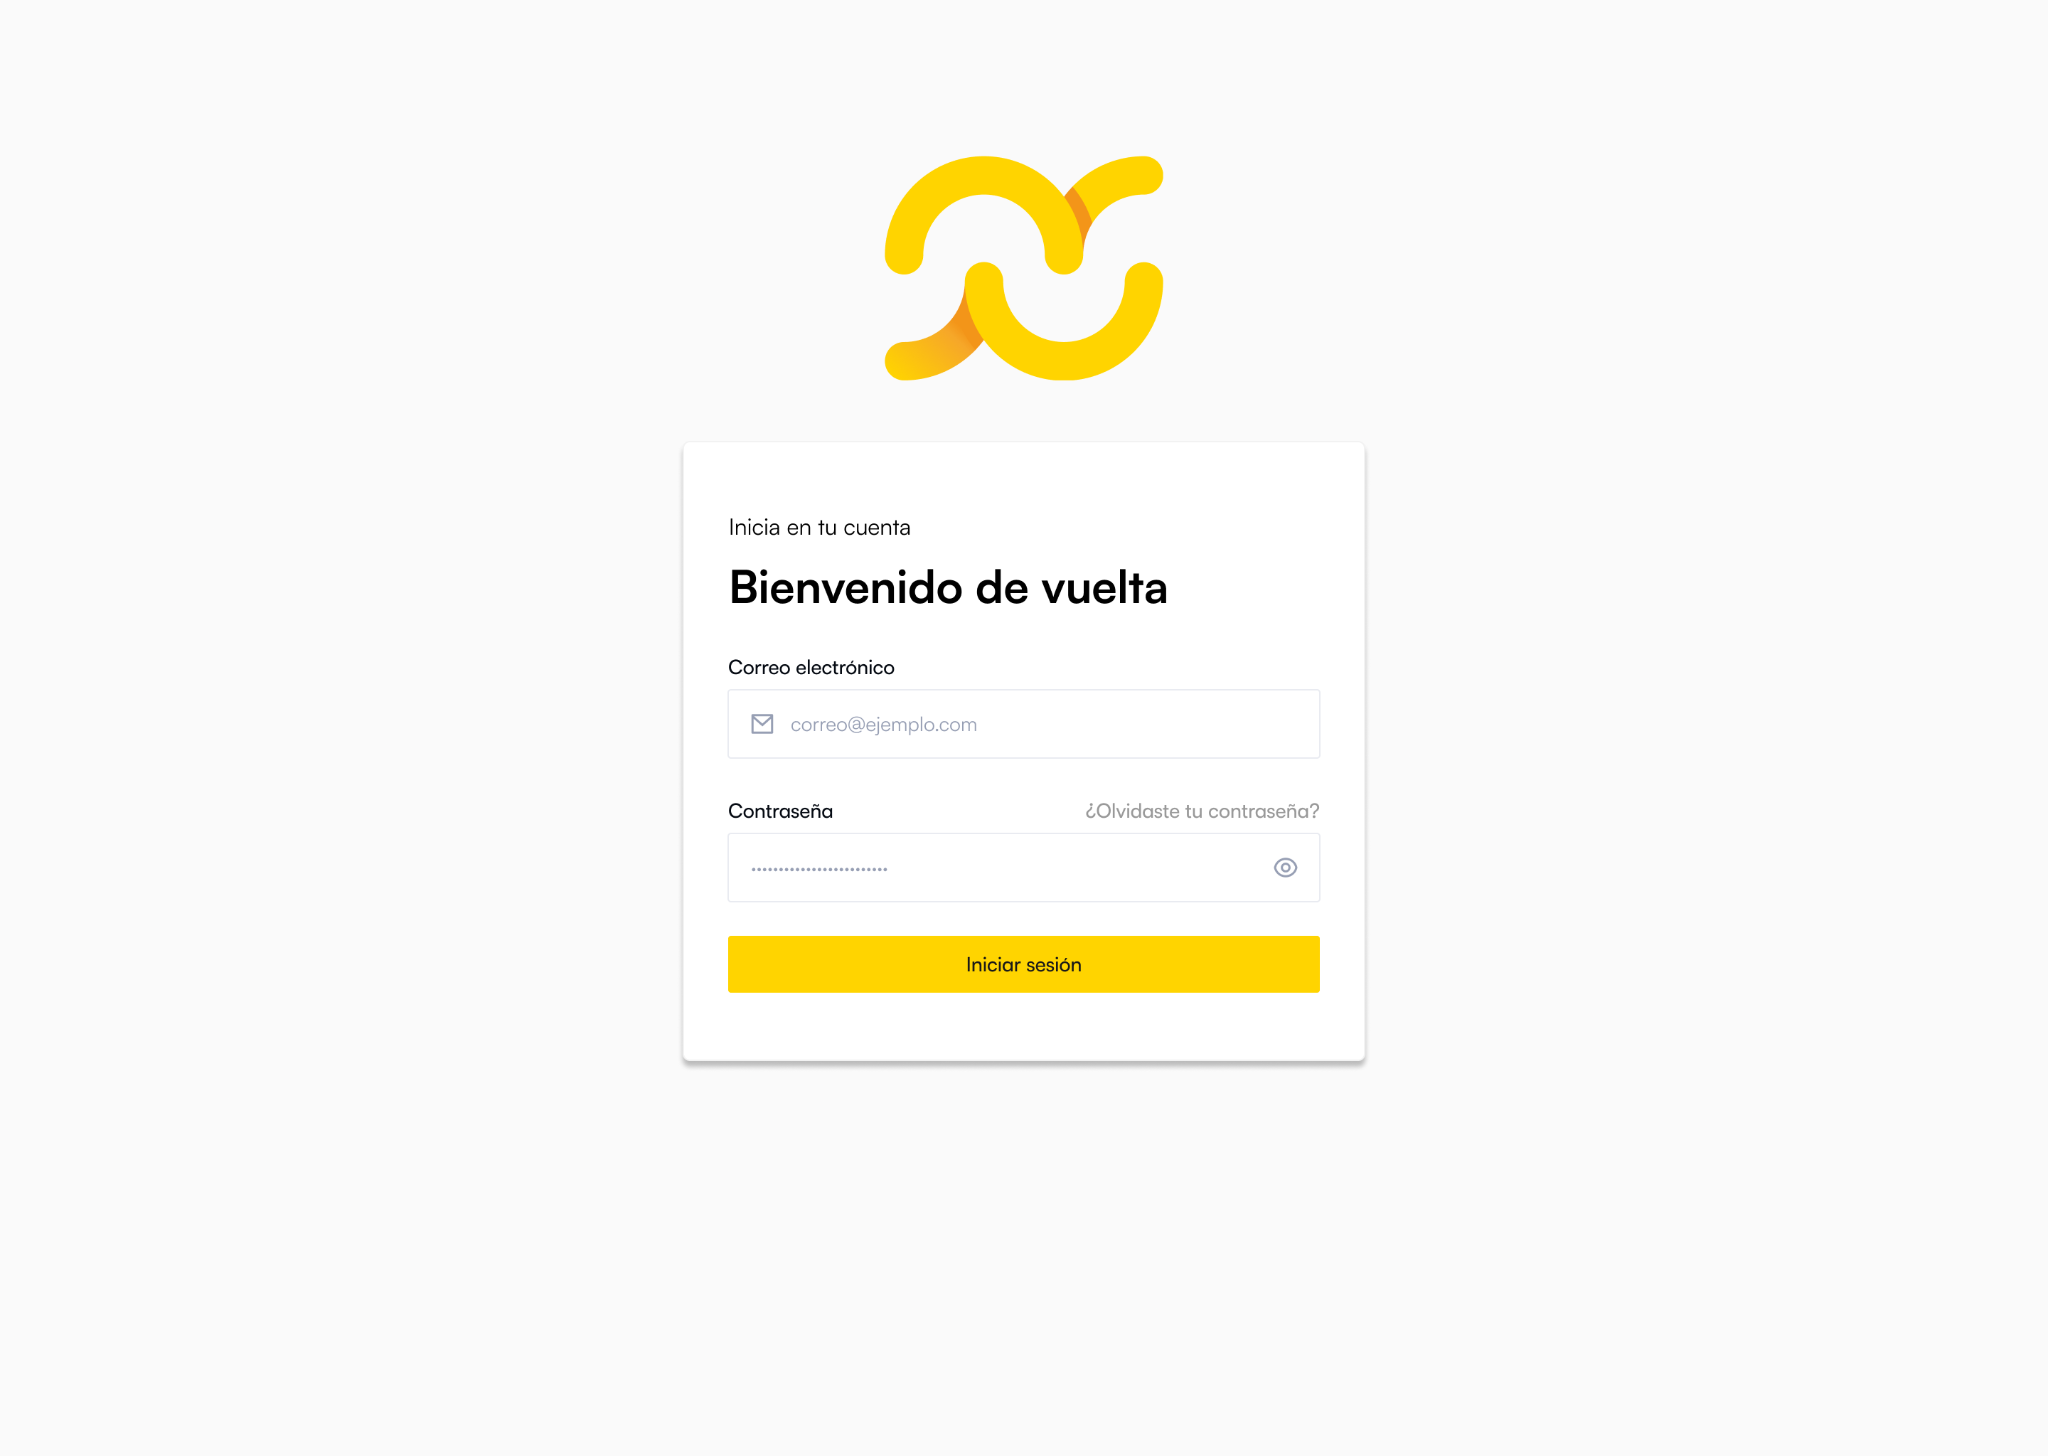 Inicia en tu cuenta
Bienvenido de vuelta
Correo electrónico
correo@ejemplo.com
Contraseña
¿Olvidaste tu contraseña?
Iniciar sesión